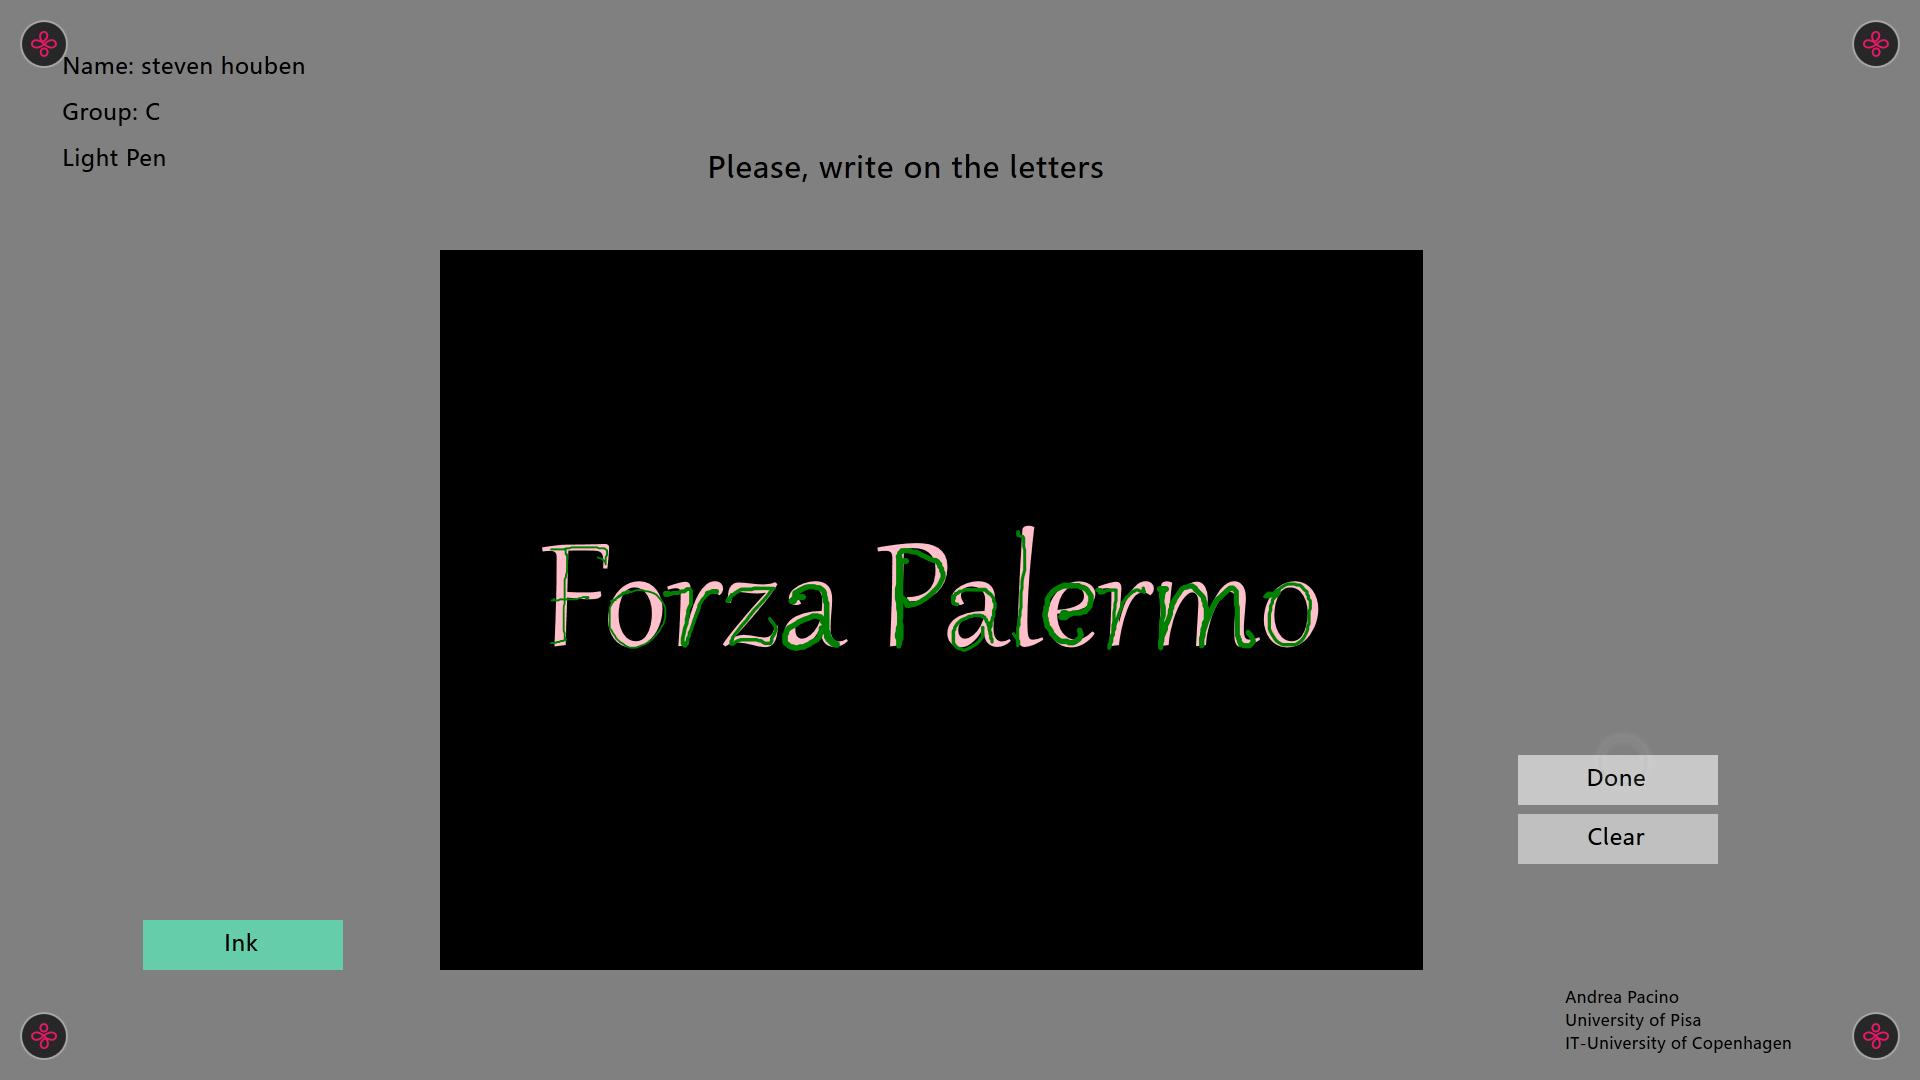 Name: steven houben
Group: C
Light Pen
Please, write on the letters
Forza Palermo
Done
Clear
Ink
Andrea Pacino
University of Pisa
IT-University of Copenhagen